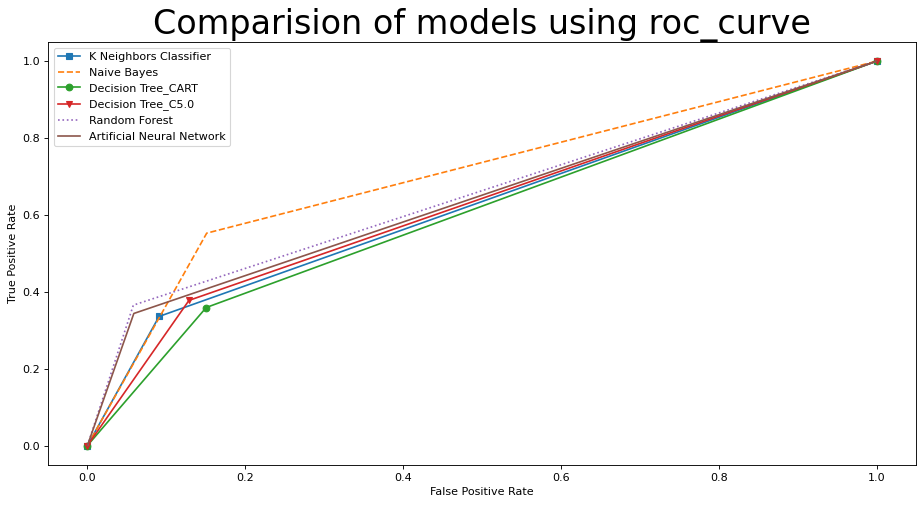 Comparision of models using roc_curve
K Neighbors Classifier
Naive Bayes
Decision Tree_CART
Decision Tree_C5.0
Random Forest
Artificial Neural Network
1.0
0.8
0.6
0.4
0.2
0.0
True Positive Rate
0.0 0.2 0.4 0.6 0.8 1.0
False Positive Rate